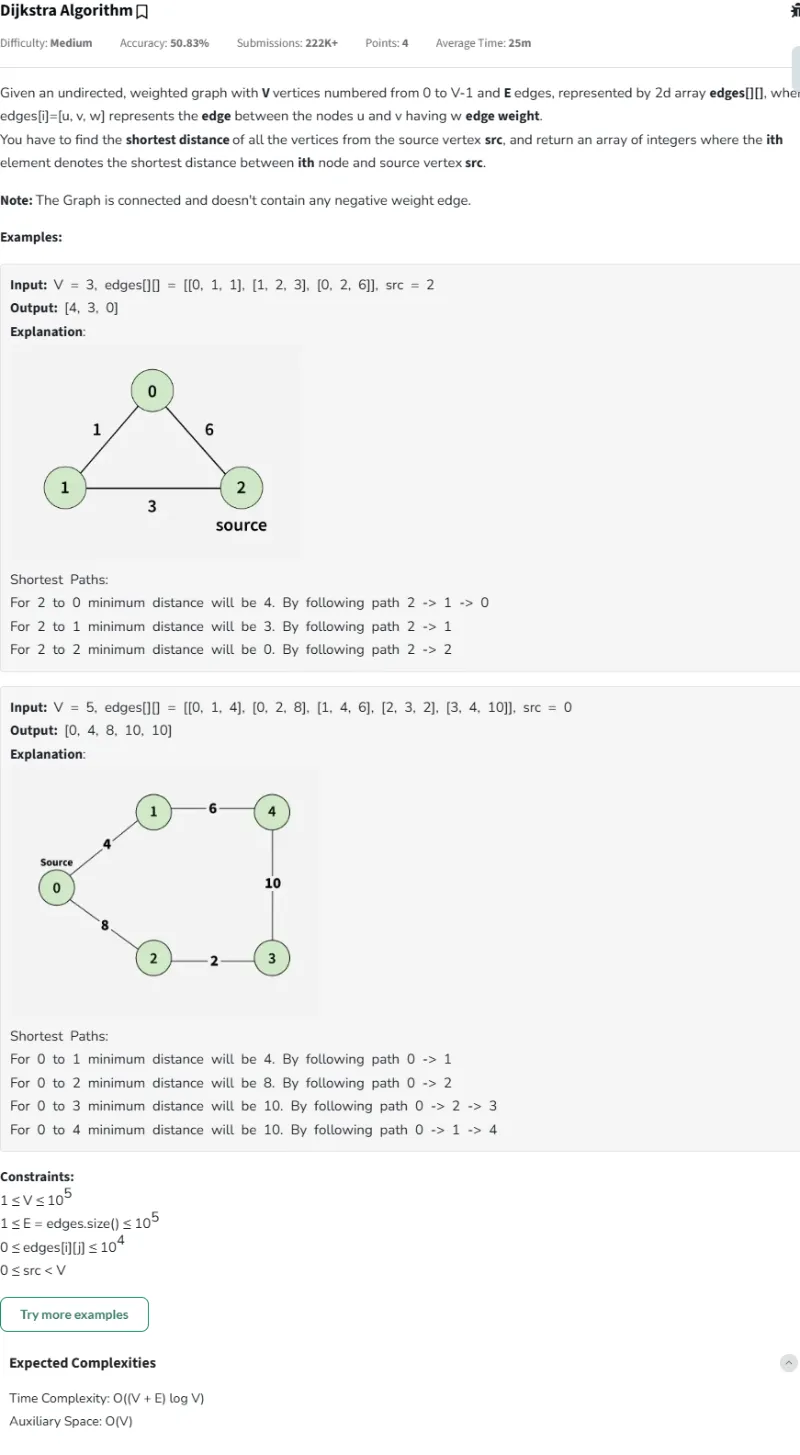 Dijkstra Algorithm
Difficulty: Medium Accuracy: 50.83% Submissions: 222K+ Points: 4 Average Time: 25m
Given an undirected, weighted graph with V vertices numbered from 0 to V-1 and E edges, represented by 2d array edges[][], wher
edges[i]=[u, v, w] represents the edge between the nodes u and v having w edge weight.
You have to find the shortest distance of all the vertices from the source vertex src, and return an array of integers where the ith
element denotes the shortest distance between ith node and source vertex src.
Note: The Graph is connected and doesn't contain any negative weight edge.
Examples:
Input: V = 3, edges[][] = [[0, 1, 1], [1, 2, 3], [0, 2, 6]], src = 2
Output: [4, 3, 0]
Explanation:
0
1 6
1 2
3
source
Shortest Paths:
For 2 to 0 minimum distance will be 4. By following path 2 -> 1 -> 0
For 2 to 1 minimum distance will be 3. By following path 2 -> 1
For 2 to 2 minimum distance will be 0. By following path 2 -> 2
Input: V = 5, edges[][] = [[0, 1, 4], [0, 2, 8], [1, 4, 6], [2, 3, 2], [3, 4, 10]], src = 0
Output: [0, 4, 8, 10, 10]
Explanation:
1 6 4
4
Source
0 10
8
2 2 3
Shortest Paths:
For 0 to 1 minimum distance will be 4. By following path 0 -> 1
For 0 to 2 minimum distance will be 8. By following path 0 -> 2
For 0 to 3 minimum distance will be 10. By following path 0 -> 2 -> 3
For 0 to 4 minimum distance will be 10. By following path 0 -> 1 -> 4
Constraints:
1 ≤ V ≤ 10⁵
1 ≤ E = edges.size() ≤ 10⁵
0 ≤ edges[i][j] ≤ 10⁴
0 ≤ src < V
Try more examples
Expected Complexities
Time Complexity: O((V + E) log V)
Auxiliary Space: O(V)